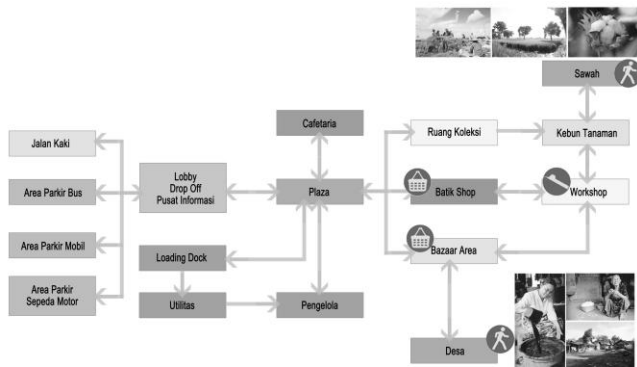 Sawah
Cafetaria
Ruang Koleksi
Kebun Tanaman
Jalan Kaki
Lobby
Drop Off
Pusat Informasi
Area Parkir Bus
Plaza
Batik Shop
Workshop
Area Parkir Mobil
Loading Dock
Bazaar Area
Area Parkir
Sepeda Motor
Utilitas
Pengelola
Desa